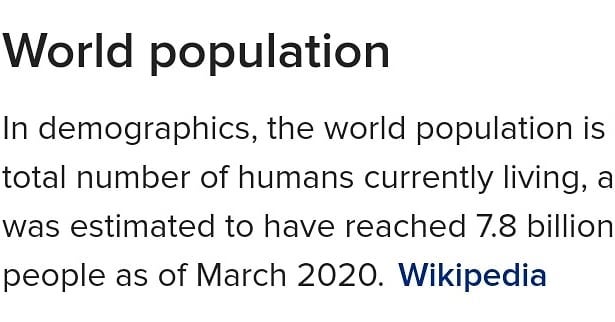 World population
In demographics, the world population is
total number of humans currently living, a
was estimated to have reached 7.8 billion
people as of March 2020. Wikipedia